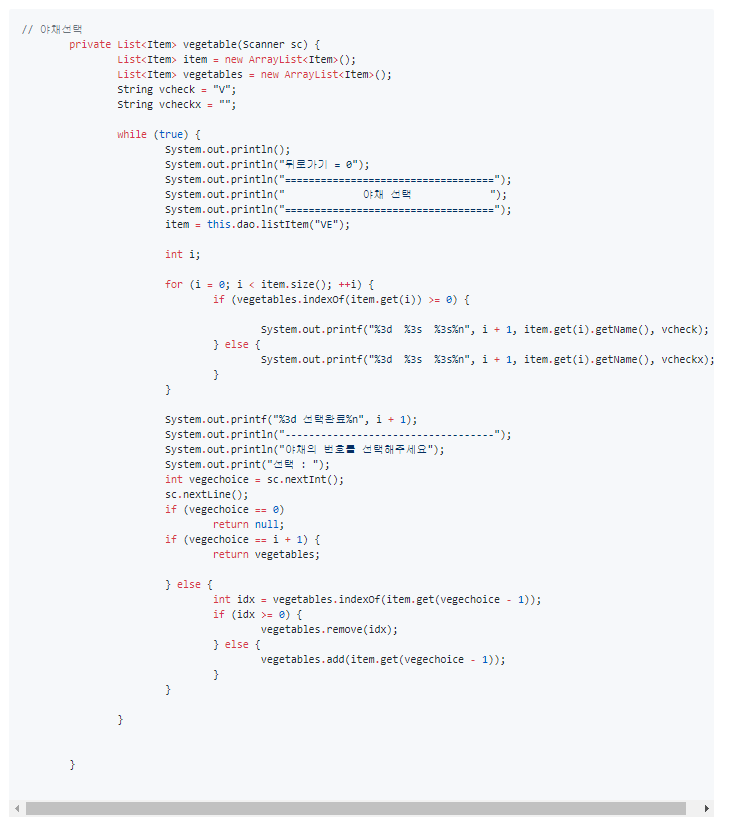 // 야채선택
private List<Item> vegetable(Scanner sc) {
List<Item> item = new ArrayList<Item>();
List<Item> vegetables = new ArrayList<Item>();
String vcheck = "V";
String vcheckx = "";
while (true) {
System.out.println();
System.out.println("뒤로가기 = 0");
System.out.println("===================================");
System.out.println("             야채 선택             ");
System.out.println("===================================");
item = this.dao.listItem("VE");
int i;
for (i = 0; i < item.size(); ++i) {
if (vegetables.indexOf(item.get(i)) >= 0) {
System.out.printf("%3d  %3s  %3s%n", i + 1, item.get(i).getName(), vcheck);
} else {
System.out.printf("%3d  %3s  %3s%n", i + 1, item.get(i).getName(), vcheckx);
}
}
System.out.printf("%3d 선택완료%n", i + 1);
System.out.println("-----------------------------------");
System.out.println("야채의 번호를 선택해주세요");
System.out.print("선택 : ");
int vegechoice = sc.nextInt();
sc.nextLine();
if (vegechoice == 0)
return null;
if (vegechoice == i + 1) {
return vegetables;
} else {
int idx = vegetables.indexOf(item.get(vegechoice - 1));
if (idx >= 0) {
vegetables.remove(idx);
} else {
vegetables.add(item.get(vegechoice - 1));
}
}
}
}